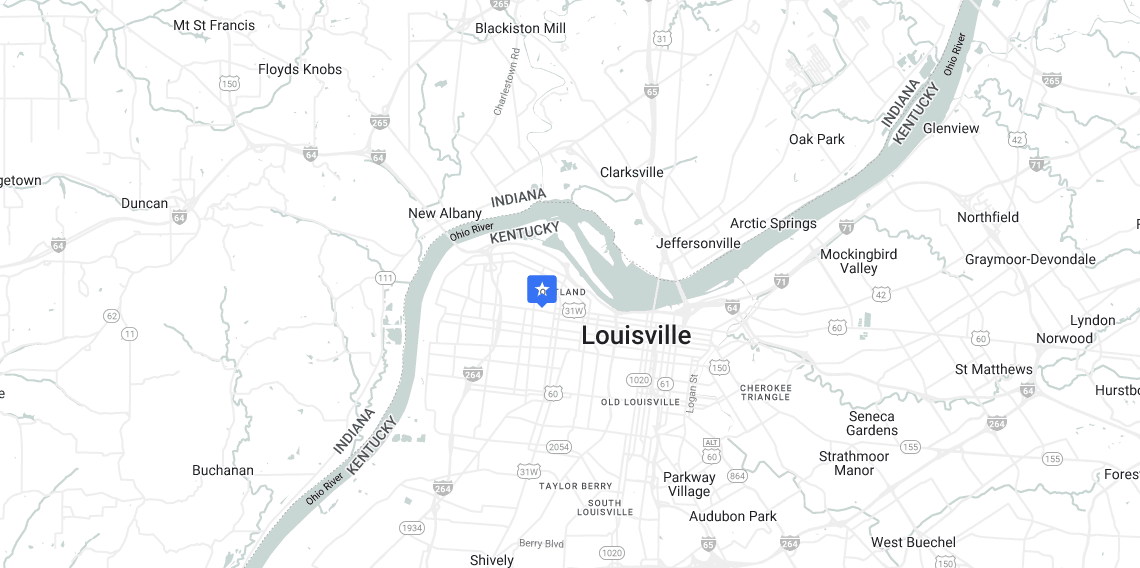 Mt St Francis
Blackiston Mill
31
Ohio River
Floyds Knobs
Charlestown Rd
150
65
265
INDIANA
KENTUCKY
265
Glenview
Oak Park
42
64
64
71
Clarksville
getown
Duncan
INDIANA
New Albany
64
Northfield
Arctic Springs
Ohio River
KENTUCKY
71
64
Jeffersonville
Mockingbird
Valley
Graymoor-Devondale
111
71
LAND
42
31W
64
62
Lyndon
61
60
Louisville
60
Norwood
150
St Matthews
264
1020
61
CHEROKEE
TRIANGLE
64
Hurstbo
60
Logan St
OLD LOUISVILLE
INDIANA
KENTUCKY
Seneca
Gardens
264
ALT
60
2054
155
155
Strathmoor
Manor
Buchanan
31W
Parkway
Village
864
Fores
Ohio River
264
TAYLOR BERRY
SOUTH
LOUISVILLE
Audubon Park
1934
Berry Blvd
65
264
West Buechel
1020
Shively
150